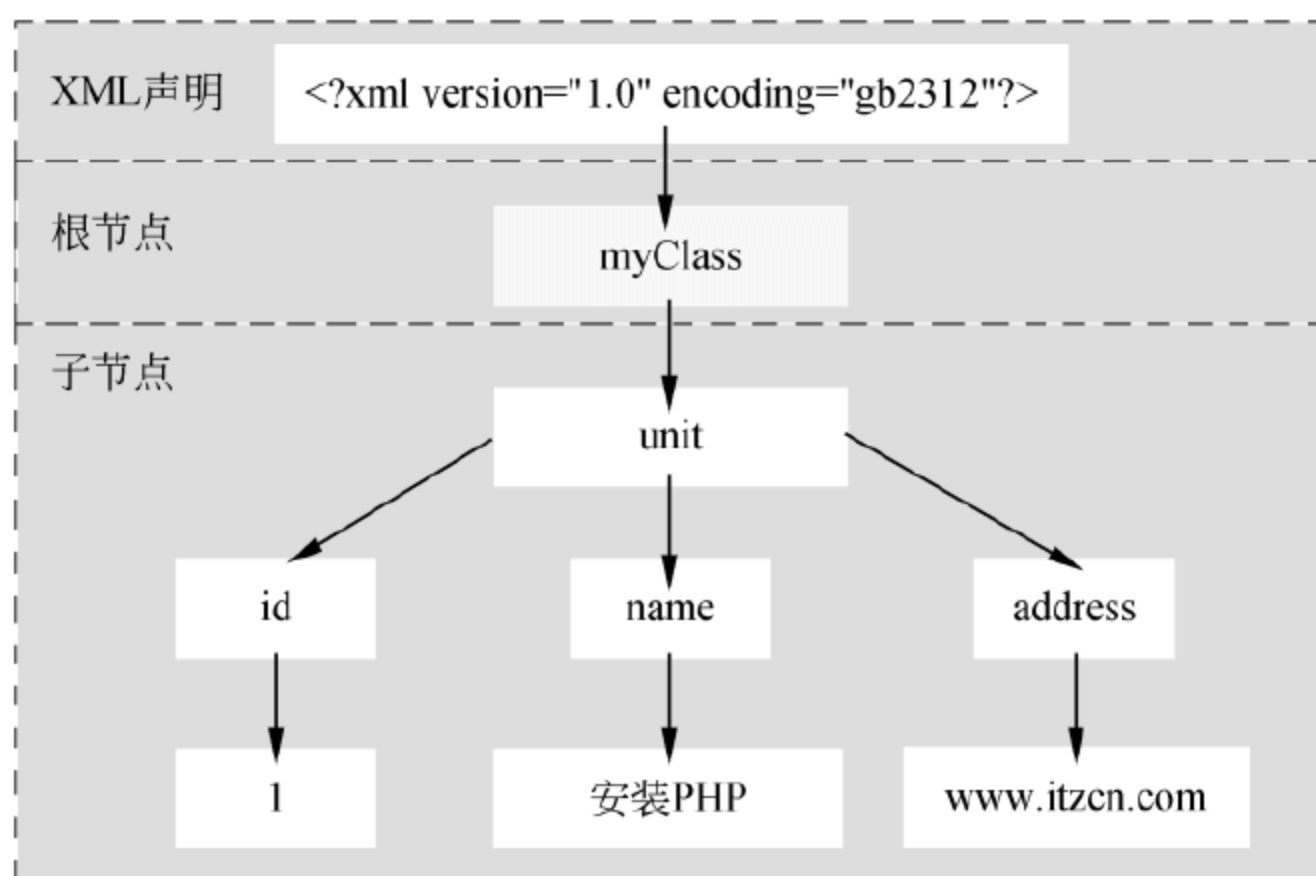 XML声明
<?xml version="1.0" encoding="gb2312"?>
根节点
myClass
子节点
unit
id
name
address
1
安装PHP
www.itzcn.com